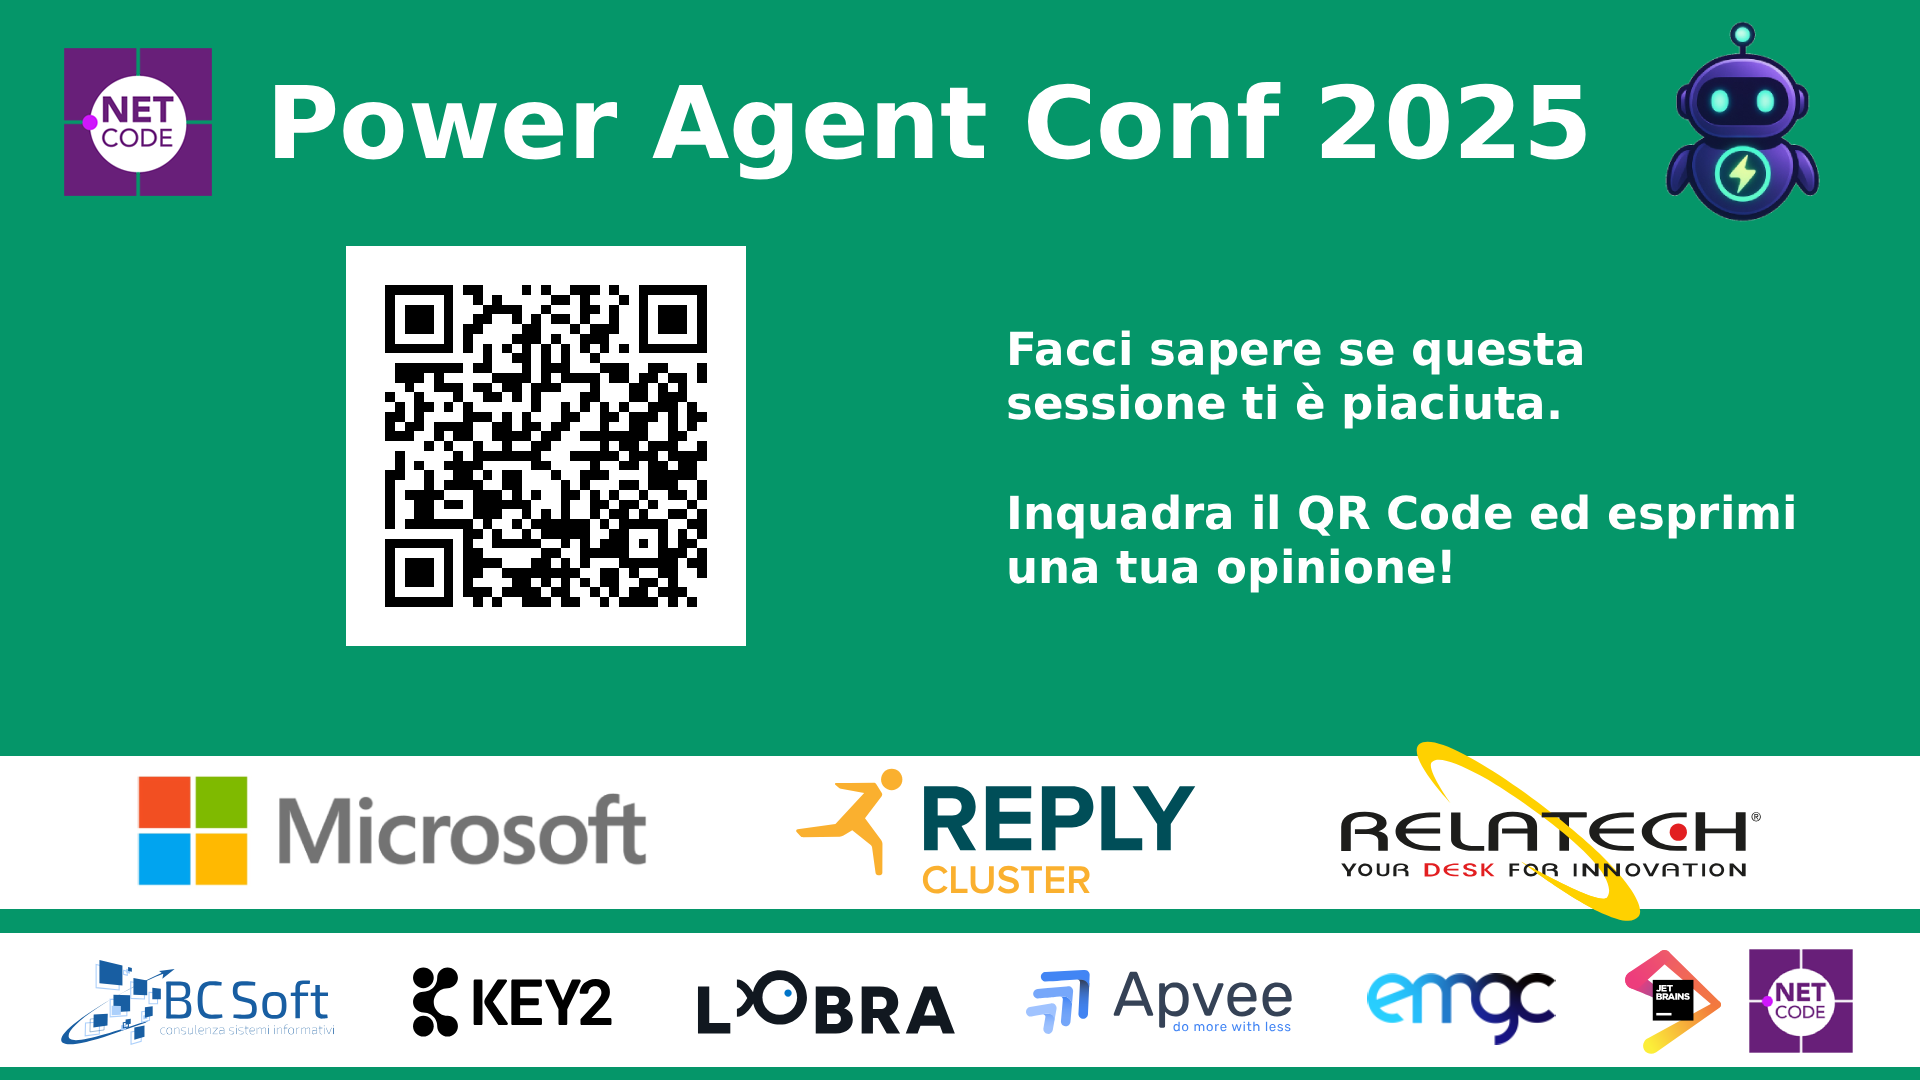 NET
CODE
Power Agent Conf 2025
Facci sapere se questa
sessione ti è piaciuta.
Inquadra il QR Code ed esprimi
una tua opinione!
Microsoft
REPLY
CLUSTER
RELATECH®
YOUR DESK FOR INNOVATION
BC Soft
consulenza sistemi informativi
KEY2
LOBRA
Apvee
do more with less
emgc
JET
BRAINS
NET
CODE